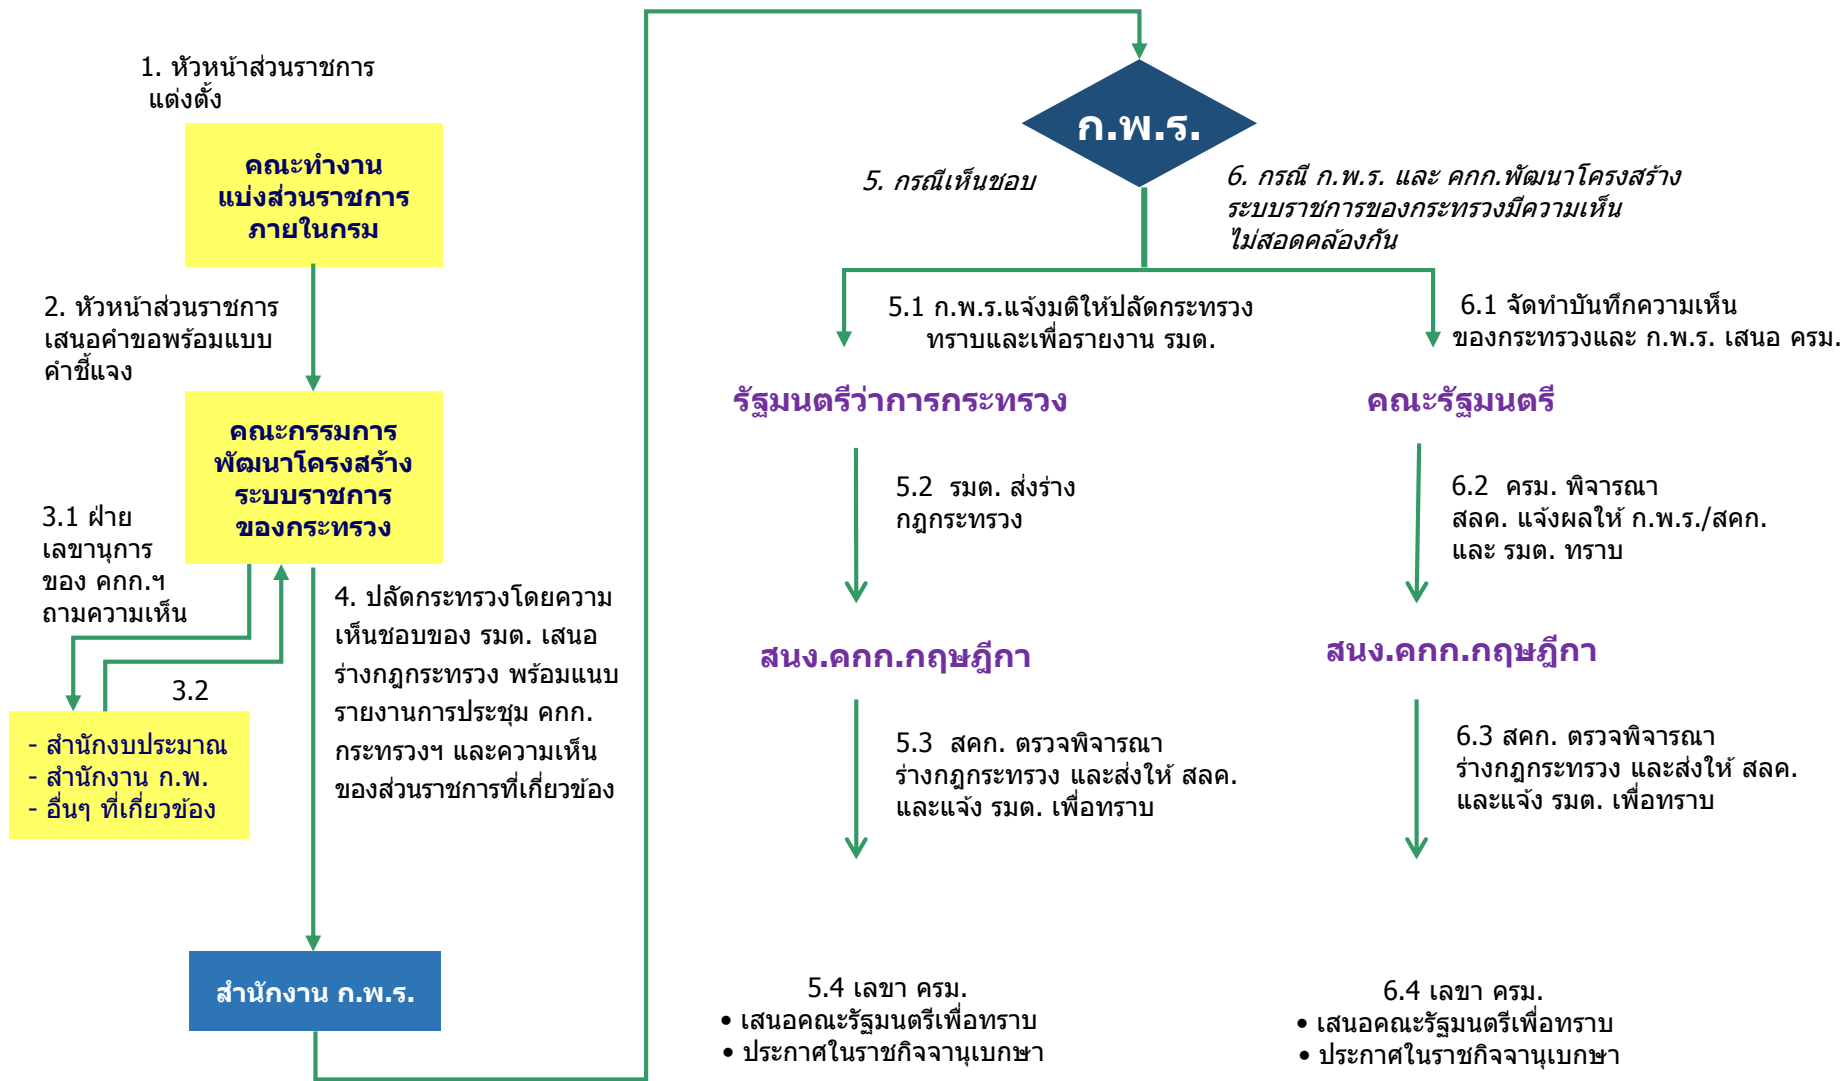 1. หัวหน้าส่วนราชการ
แต่งตั้ง
คณะทำงาน
แบ่งส่วนราชการ
ภายในกรม
2. หัวหน้าส่วนราชการ
เสนอคำขอพร้อมแบบ
คำชี้แจง
คณะกรรมการ
พัฒนาโครงสร้าง
ระบบราชการ
ของกระทรวง
3.1 ฝ่าย
เลขานุการ
ของ คกก.ฯ
ถามความเห็น
3.2
- สำนักงบประมาณ
- สำนักงาน ก.พ.
- อื่นๆ ที่เกี่ยวข้อง
4. ปลัดกระทรวงโดยความ
เห็นชอบของ รมต. เสนอ
ร่างกฎกระทรวง พร้อมแนบ
รายงานการประชุม คกก.
กระทรวงฯ และความเห็น
ของส่วนราชการที่เกี่ยวข้อง
สำนักงาน ก.พ.ร.
ก.พ.ร.
5. กรณีเห็นชอบ
5.1 ก.พ.ร.แจ้งมติให้ปลัดกระทรวง
ทราบและเพื่อรายงาน รมต.
รัฐมนตรีว่าการกระทรวง
5.2 รมต. ส่งร่าง
กฎกระทรวง
สนง.คกก.กฤษฎีกา
5.3 สคก. ตรวจพิจารณา
ร่างกฎกระทรวง และส่งให้ สลค.
และแจ้ง รมต. เพื่อทราบ
5.4 เลขา ครม.
• เสนอคณะรัฐมนตรีเพื่อทราบ
• ประกาศในราชกิจจานุเบกษา
6. กรณี ก.พ.ร. และ คกก.พัฒนาโครงสร้าง
ระบบราชการของกระทรวงมีความเห็น
ไม่สอดคล้องกัน
6.1 จัดทำบันทึกความเห็น
ของกระทรวงและ ก.พ.ร. เสนอ ครม.
คณะรัฐมนตรี
6.2 ครม. พิจารณา
สลค. แจ้งผลให้ ก.พ.ร./สคก.
และ รมต. ทราบ
สนง.คกก.กฤษฎีกา
6.3 สคก. ตรวจพิจารณา
ร่างกฎกระทรวง และส่งให้ สลค.
และแจ้ง รมต. เพื่อทราบ
6.4 เลขา ครม.
• เสนอคณะรัฐมนตรีเพื่อทราบ
• ประกาศในราชกิจจานุเบกษา